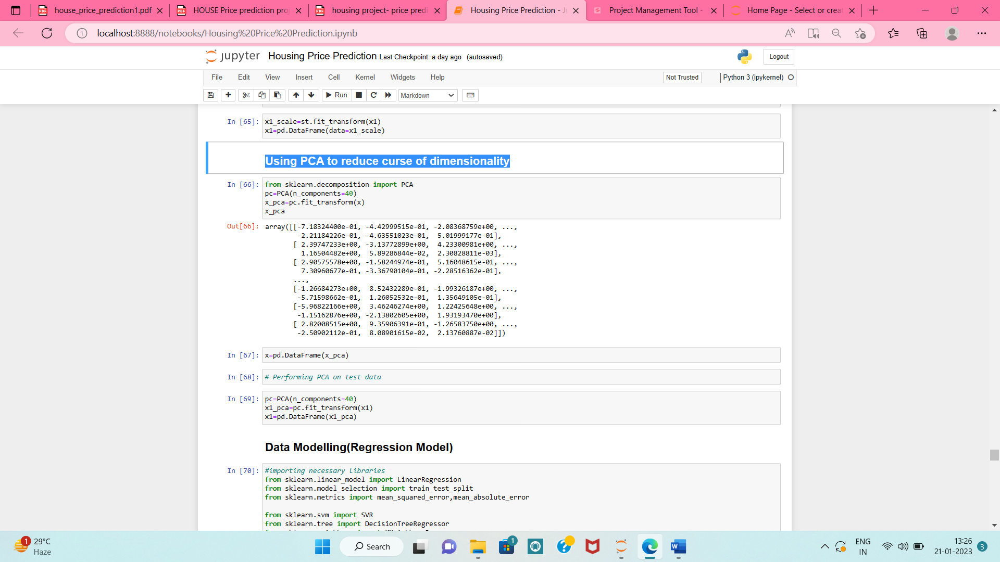 house_price_prediction1.pdf
HOUSE Price prediction pro
housing project- price predi
Housing Price Prediction - J
Project Management Tool -
Home Page - Select or creat
localhost:8888/notebooks/Housing%20Price%20Prediction.ipynb
jupyter Housing Price Prediction Last Checkpoint: a day ago (autosaved)
Logout
File Edit View Insert Cell Kernel Widgets Help
Not Trusted
Python 3 (ipykernel)
Run
Markdown
In [65]: x1_scale=st.fit_transform(x1)
x1=pd.DataFrame(data=x1_scale)
Using PCA to reduce curse of dimensionality
In [66]: from sklearn.decomposition import PCA
pc=PCA(n_components=40)
x_pca=pc.fit_transform(x)
x_pca
Out[66]: array([[-7.18324400e-01, -4.42999515e-01, -2.08368759e+00, ...,
-2.21184226e-01, -4.63551023e-01, 5.01999177e-01],
[ 2.39747233e+00, -3.13772899e+00, 4.23300981e+00, ...,
1.16504482e+00, 5.89286844e-02, 2.30828811e-03],
[ 2.90575578e+00, -1.58244974e-01, 5.16048615e-01, ...,
7.30960677e-01, -3.36790104e-01, -2.28516362e-01],
...,
[-1.26684273e+00, 8.52432289e-01, -1.99326187e+00, ...,
-5.71598662e-01, 1.26052532e-01, 1.35649105e-01],
[-5.96822166e+00, 3.46246274e+00, 1.22425648e+00, ...,
-1.15162876e+00, -2.13802605e+00, 1.93193470e+00],
[ 2.82008515e+00, 9.35906391e-01, -1.26583750e+00, ...,
-2.50902112e-01, 8.08901615e-02, 2.13760887e-02]])
In [67]: x=pd.DataFrame(x_pca)
In [68]: # Performing PCA on test data
In [69]: pc=PCA(n_components=40)
x1_pca=pc.fit_transform(x1)
x1=pd.DataFrame(x1_pca)
Data Modelling(Regression Model)
In [70]: #importing necessary libraries
from sklearn.linear_model import LinearRegression
from sklearn.model_selection import train_test_split
from sklearn.metrics import mean_squared_error,mean_absolute_error
from sklearn.svm import SVR
from sklearn.tree import DecisionTreeRegressor
1
29°C
Haze
Search
1
ENG
IN
13:26
21-01-2023
3